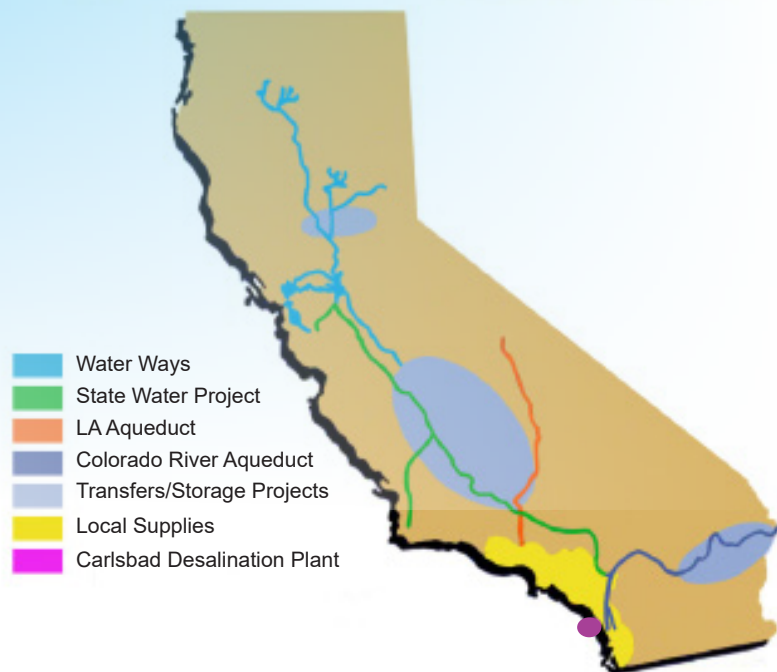 Water Ways
State Water Project
LA Aqueduct
Colorado River Aqueduct
Transfers/Storage Projects
Local Supplies
Carlsbad Desalination Plant